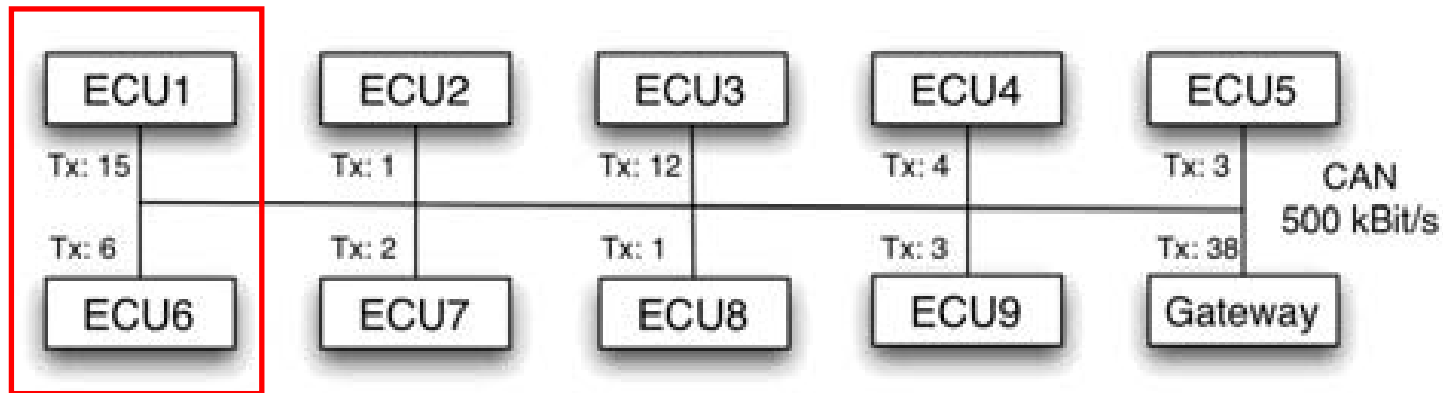 ECU1 ECU2 ECU3 ECU4 ECU5
Tx: 15 Tx: 1 Tx: 12 Tx: 4 Tx: 3
CAN
500 kBit/s
Tx: 6 Tx: 2 Tx: 1 Tx: 3 Tx: 38
ECU6 ECU7 ECU8 ECU9 Gateway